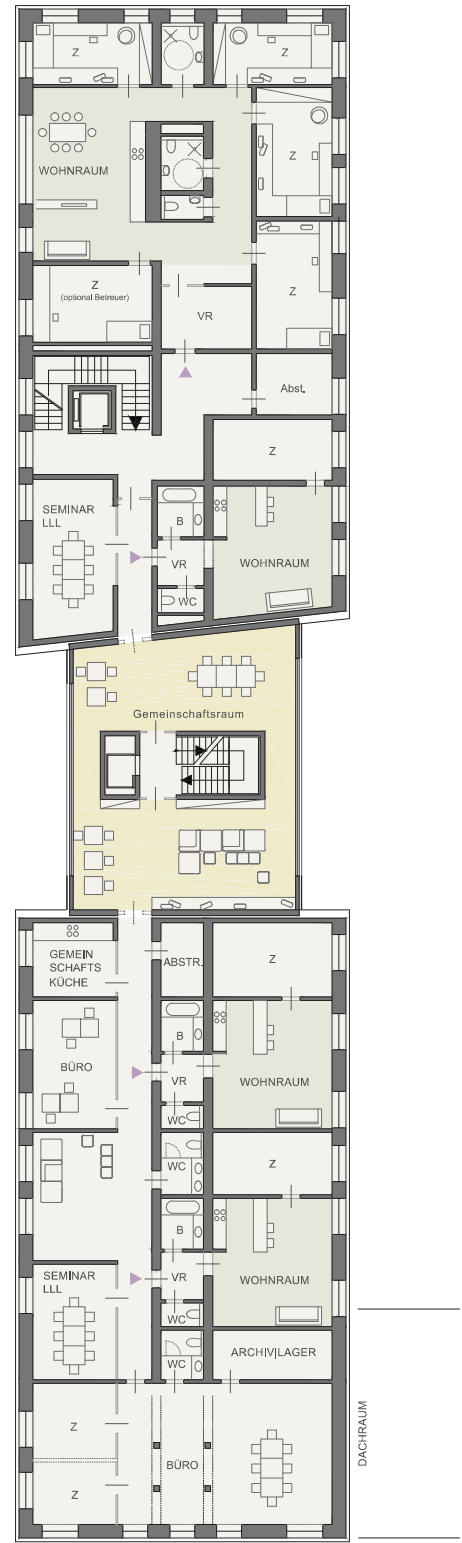 Z
Z
WOHNRAUM
Z
Z
(optional Betreuer)
Z
VR
Abst.
Z
SEMINAR
LLL
B
VR
WC
WOHNRAUM
Gemeinschaftsraum
GEMEIN
SCHAFTS
KÜCHE
ABSTR.
Z
B
BÜRO
VR
WOHNRAUM
WC
WC
Z
B
SEMINAR
LLL
VR
WOHNRAUM
WC
WC
ARCHIV|LAGER
Z
BÜRO
Z
DACHRAUM